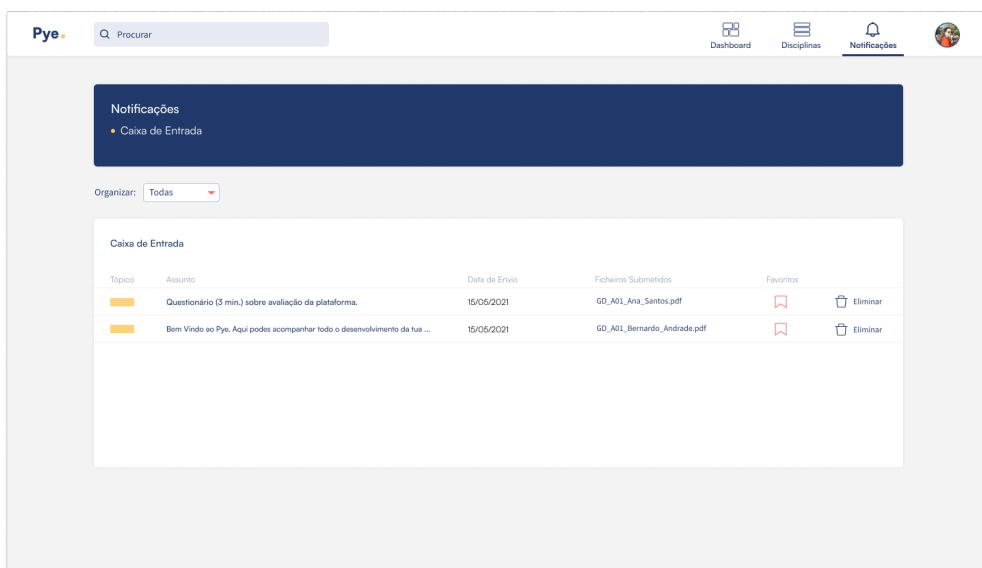 Pye.
Procurar
Dashboard
Disciplinas
Notificações
Notificações
• Caixa de Entrada
Organizar: Todas
Caixa de Entrada
Tópico Assunto Data de Envio Ficheiros Submetidos Favoritos
Questionário (3 min.) sobre avaliação da plataforma. 15/05/2021 GD_A01_Ana_Santos.pdf Eliminar
Bem Vindo ao Pye. Aqui podes acompanhar todo o desenvolvimento da tua ... 15/05/2021 GD_A01_Bernardo_Andrade.pdf Eliminar